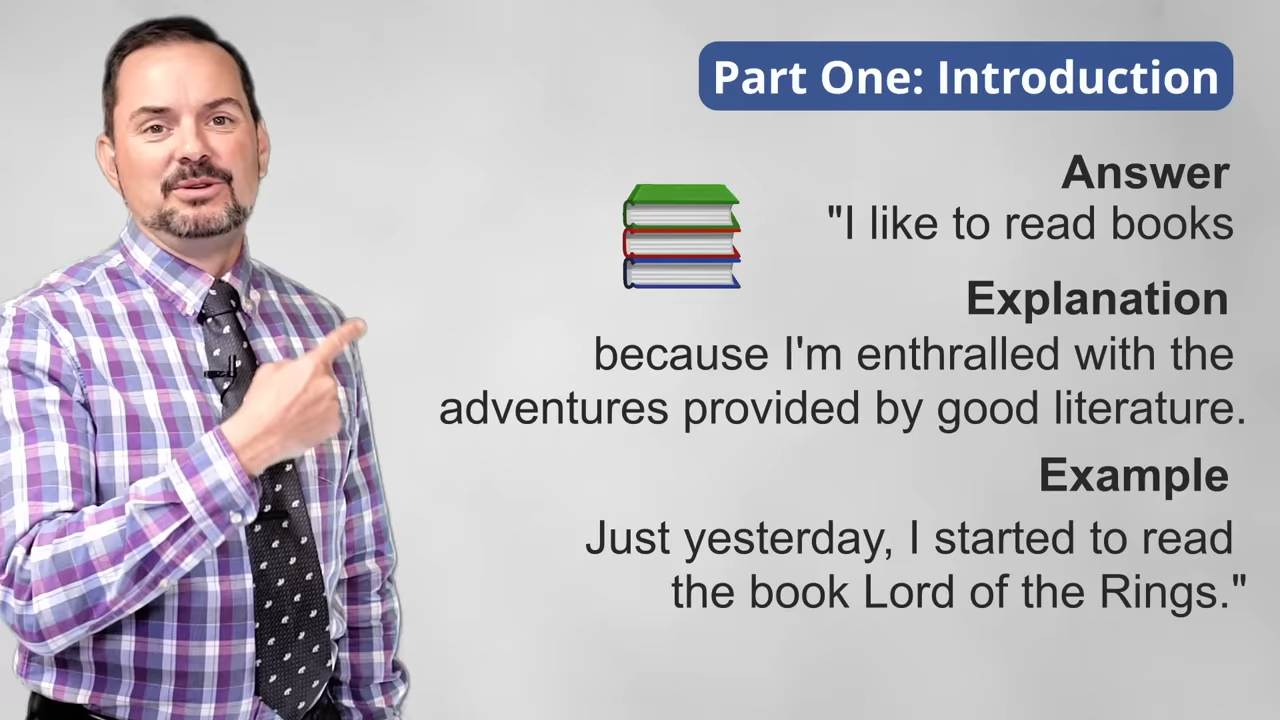 Part One: Introduction
Answer
"I like to read books
Explanation
because I'm enthralled with the
adventures provided by good literature.
Example
Just yesterday, I started to read
the book Lord of the Rings."